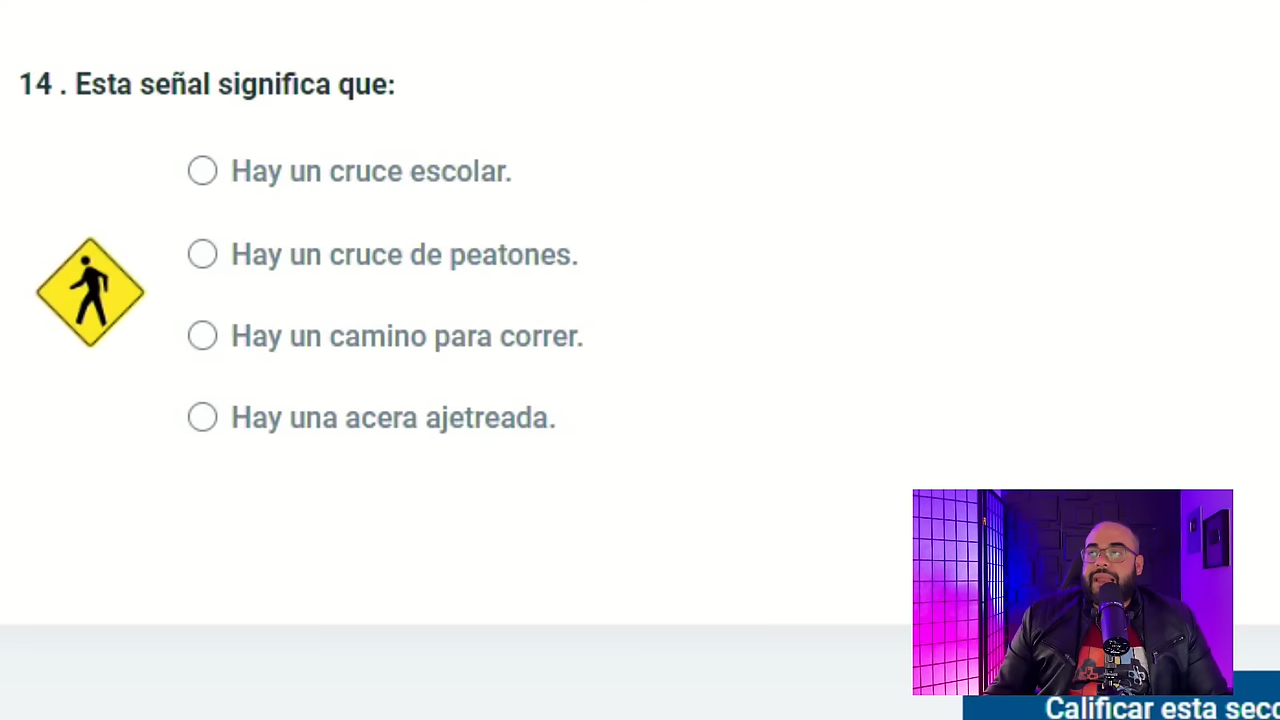 14 . Esta señal significa que:
Hay un cruce escolar.
Hay un cruce de peatones.
Hay un camino para correr.
Hay una acera ajetreada.
Calificar esta